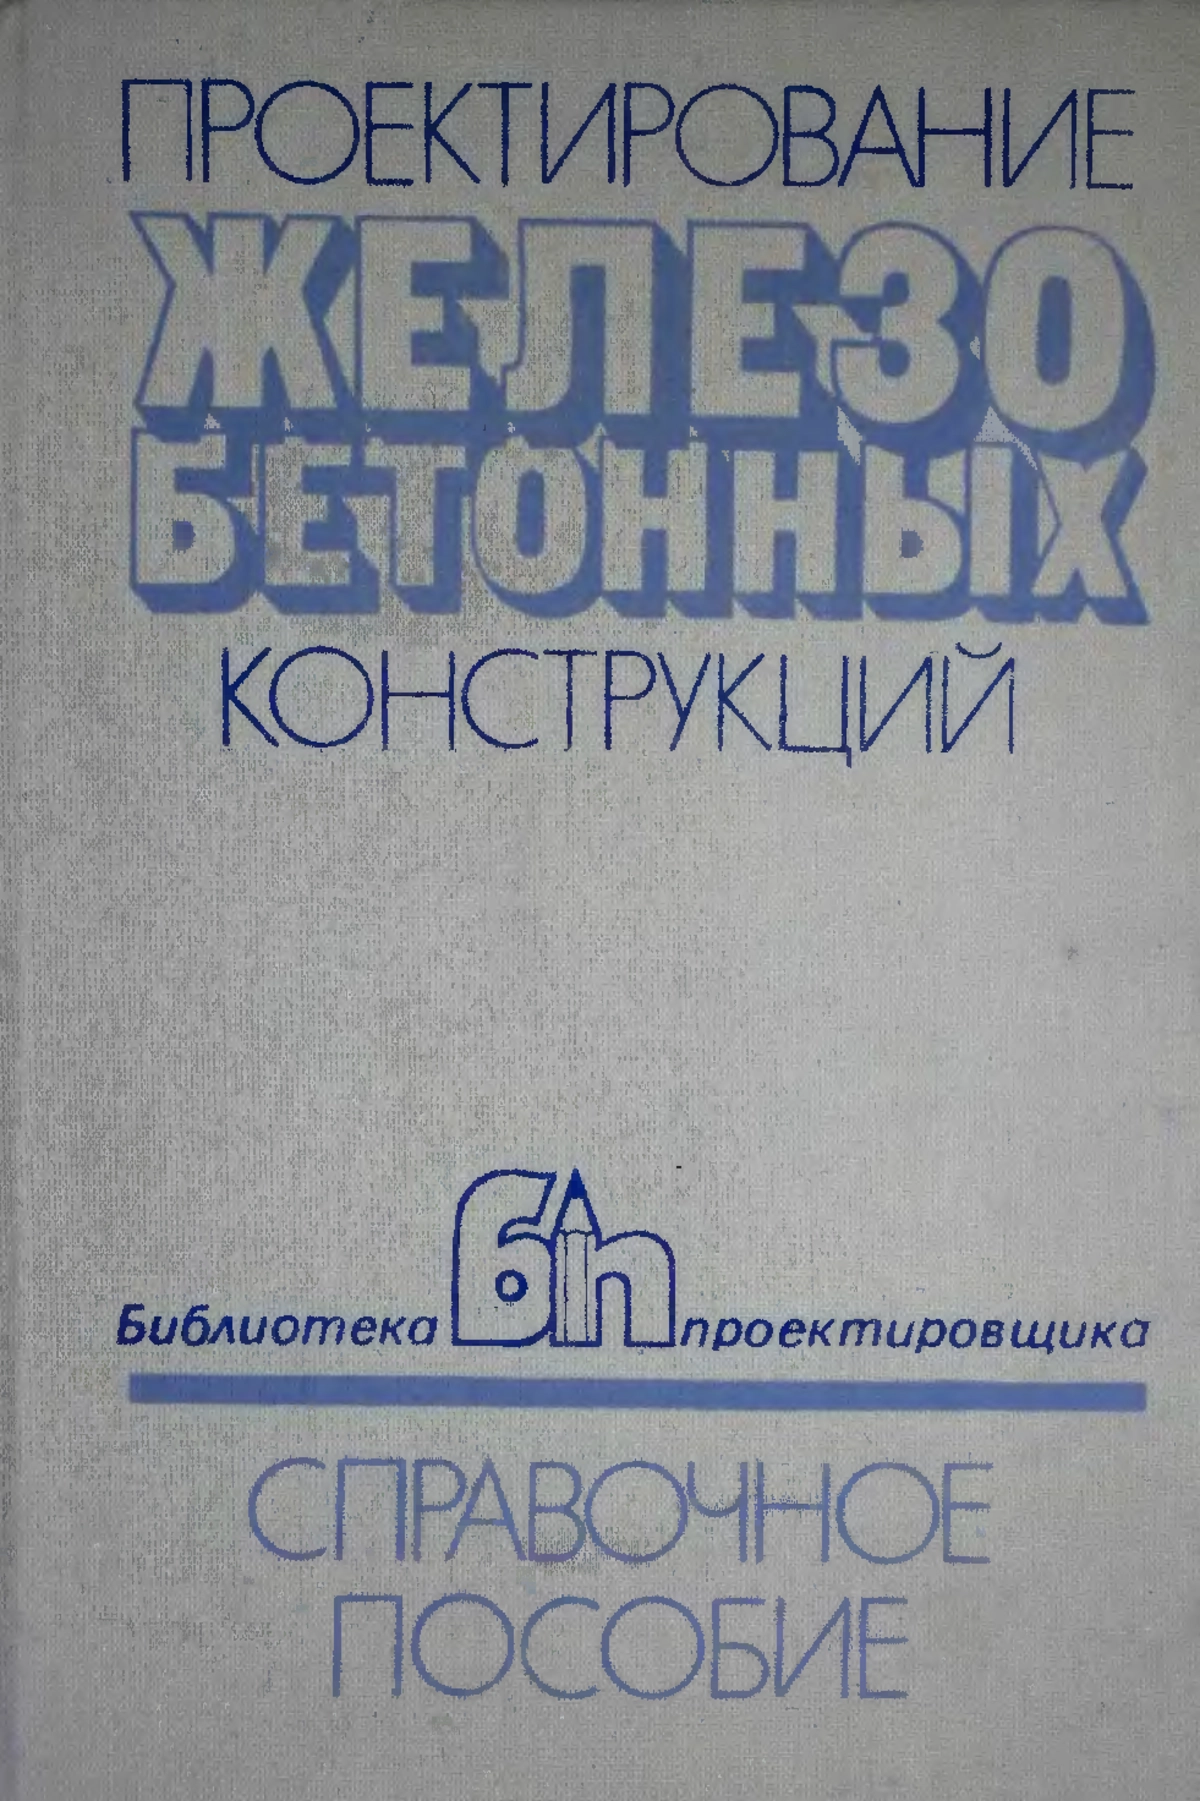 ПРОЕКТИРОВАНИЕ
ЖЕЛЕЗО
БЕТОННЫХ
КОНСТРУКЦИЙ
Библиотека бп проектировщика
СПРАВОЧНОЕ
ПОСОБИЕ